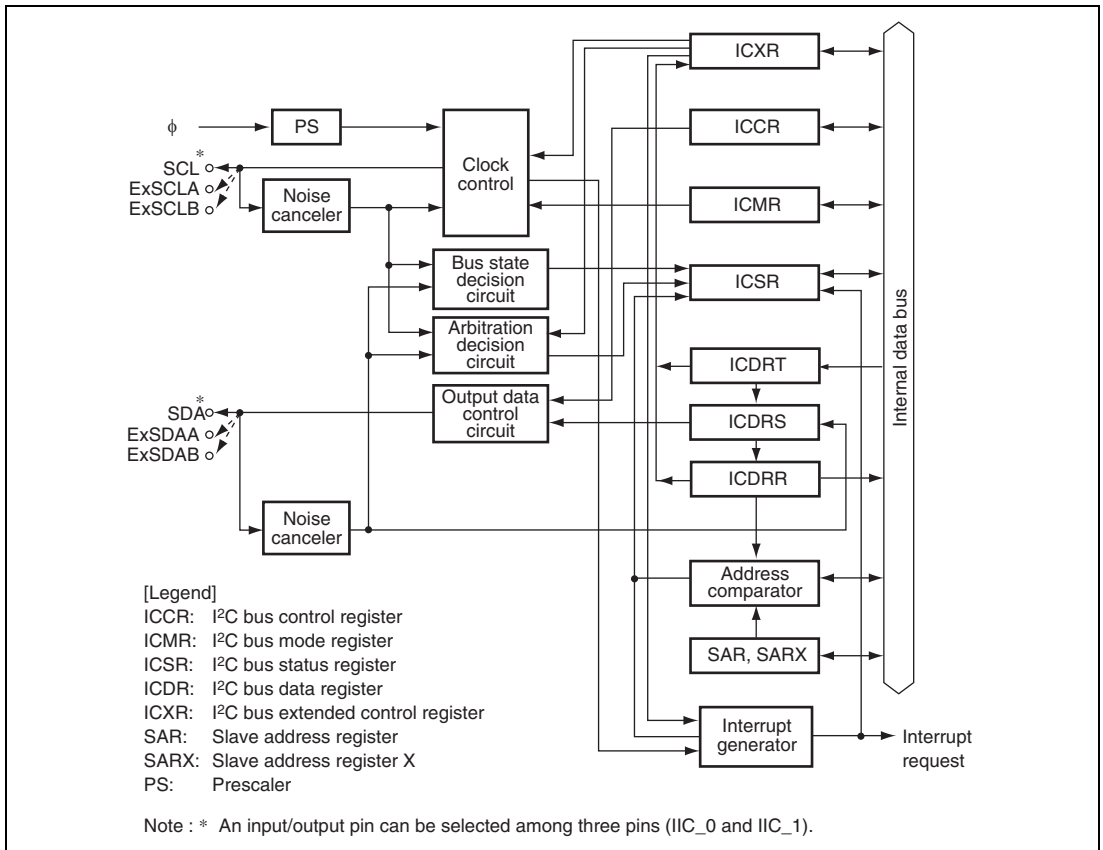 ICXR
φ
PS
ICCR
*
SCL
ExSCLA
ExSCLB
Clock
control
Noise
canceler
ICMR
Bus state
decision
circuit
ICSR
Internal data bus
Arbitration
decision
circuit
ICDRT
*
SDA
ExSDAA
ExSDAB
Output data
control
circuit
ICDRS
ICDRR
Noise
canceler
Address
comparator
SAR, SARX
Interrupt
generator
Interrupt
request
[Legend]
ICCR: I²C bus control register
ICMR: I²C bus mode register
ICSR: I²C bus status register
ICDR: I²C bus data register
ICXR: I²C bus extended control register
SAR: Slave address register
SARX: Slave address register X
PS: Prescaler
Note : * An input/output pin can be selected among three pins (IIC_0 and IIC_1).